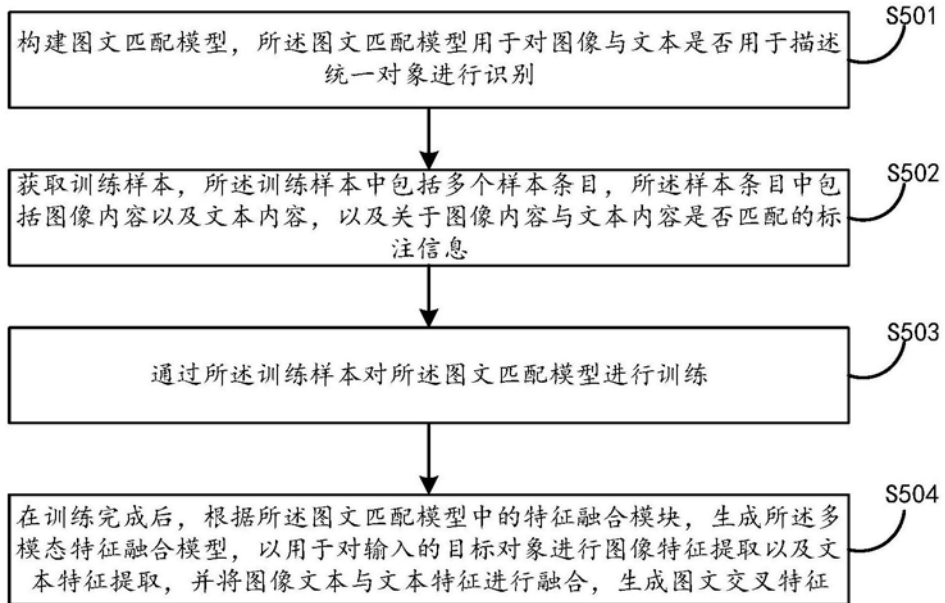 S501
构建图文匹配模型，所述图文匹配模型用于对图像与文本是否用于描述
统一对象进行识别
S502
获取训练样本，所述训练样本中包括多个样本条目，所述样本条目中包
括图像内容以及文本内容，以及关于图像内容与文本内容是否匹配的标
注信息
S503
通过所述训练样本对所述图文匹配模型进行训练
S504
在训练完成后，根据所述图文匹配模型中的特征融合模块，生成所述多
模态特征融合模型，以用于对输入的目标对象进行图像特征提取以及文
本特征提取，并将图像文本与文本特征进行融合，生成图文交叉特征